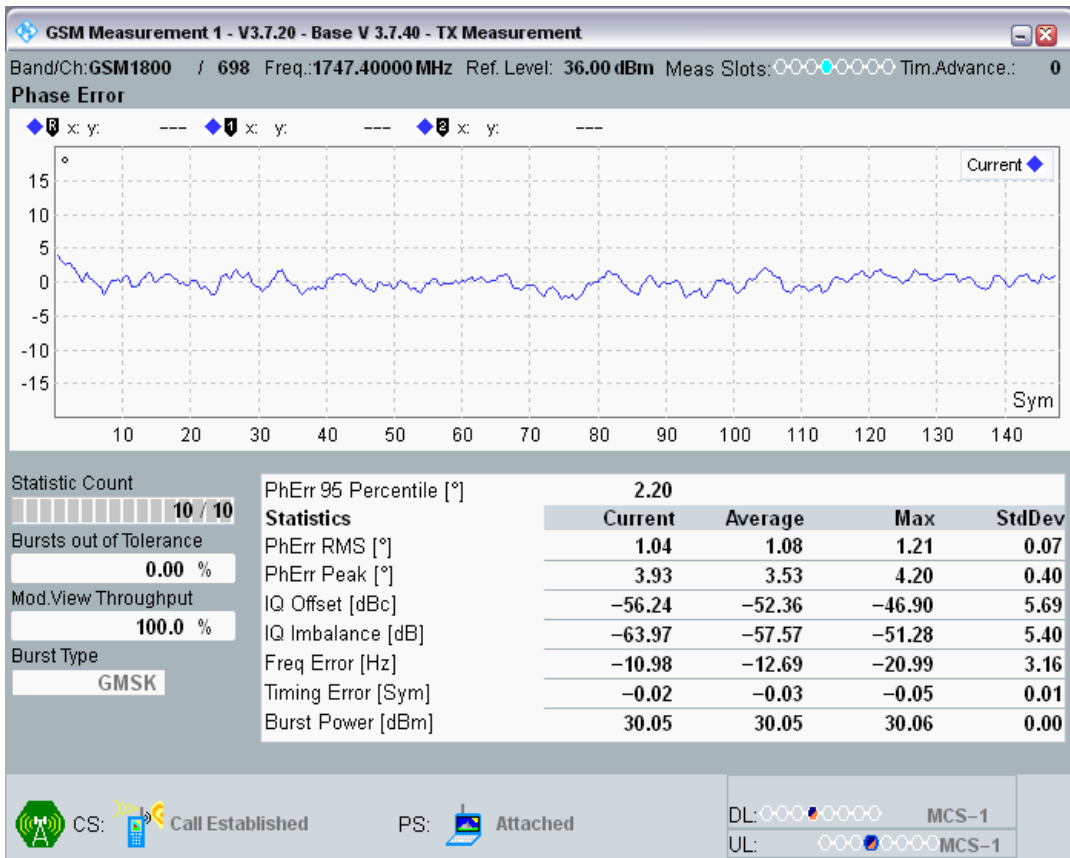 GSM Measurement 1 - V3.7.20 - Base V 3.7.40 - TX Measurement
Band/Ch:GSM1800 / 698 Freq.:1747.40000 MHz Ref. Level: 36.00 dBm Meas Slots: Tim.Advance.: 0
Phase Error
R x: y: --- 1 x: y: --- 2 x: y: ---
°
Current
15
10
5
0
-5
-10
-15
Sym
10 20 30 40 50 60 70 80 90 100 110 120 130 140
Statistic Count
10 / 10
Bursts out of Tolerance
0.00 %
Mod.View Throughput
100.0 %
Burst Type
GMSK
PhErr 95 Percentile [°] 2.20
Statistics Current Average Max StdDev
PhErr RMS [°] 1.04 1.08 1.21 0.07
PhErr Peak [°] 3.93 3.53 4.20 0.40
IQ Offset [dBc] −56.24 −52.36 −46.90 5.69
IQ Imbalance [dB] −63.97 −57.57 −51.28 5.40
Freq Error [Hz] −10.98 −12.69 −20.99 3.16
Timing Error [Sym] −0.02 −0.03 −0.05 0.01
Burst Power [dBm] 30.05 30.05 30.06 0.00
CS: Call Established PS: Attached
DL: MCS−1
UL: MCS−1